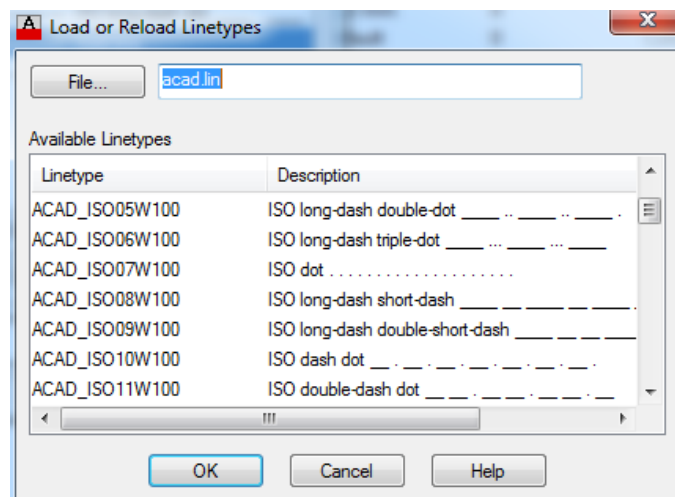 Load or Reload Linetypes
File... acad.lin
Available Linetypes
Linetype Description
ACAD_ISO05W100 ISO long-dash double-dot ____ .. ____ .. ____ .
ACAD_ISO06W100 ISO long-dash triple-dot ____ ... ____ ... ____
ACAD_ISO07W100 ISO dot . . . . . . . . . . . . . . . . . . . .
ACAD_ISO08W100 ISO long-dash short-dash ____ __ ____ __ ____ .
ACAD_ISO09W100 ISO long-dash double-short-dash ____ __ __ ____
ACAD_ISO10W100 ISO dash dot __ . __ . __ . __ . __ . __ . __ .
ACAD_ISO11W100 ISO double-dash dot __ __ . __ __ . __ __ . __
OK Cancel Help